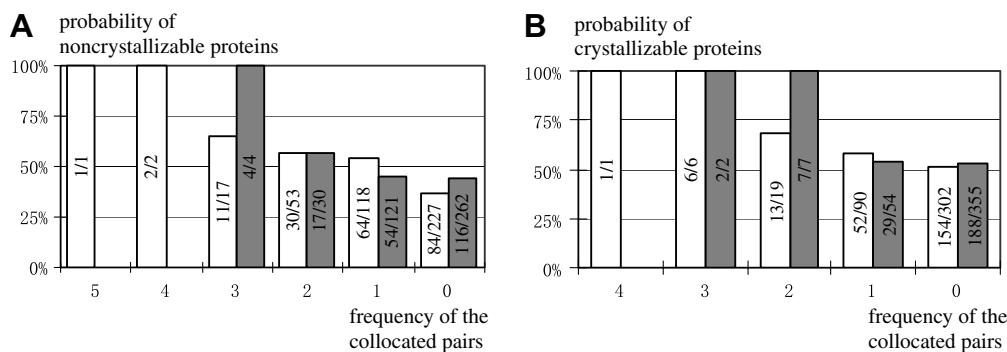 A
probability of
noncrystallizable proteins
100%
75%
50%
25%
0%
1/1
2/2
11/17
4/4
30/53
17/30
64/118
54/121
84/227
116/262
5 4 3 2 1 0
frequency of the
collocated pairs
B
probability of
crystallizable proteins
100%
75%
50%
25%
0%
1/1
6/6
2/2
13/19
7/7
52/90
29/54
154/302
188/355
4 3 2 1 0
frequency of the
collocated pairs